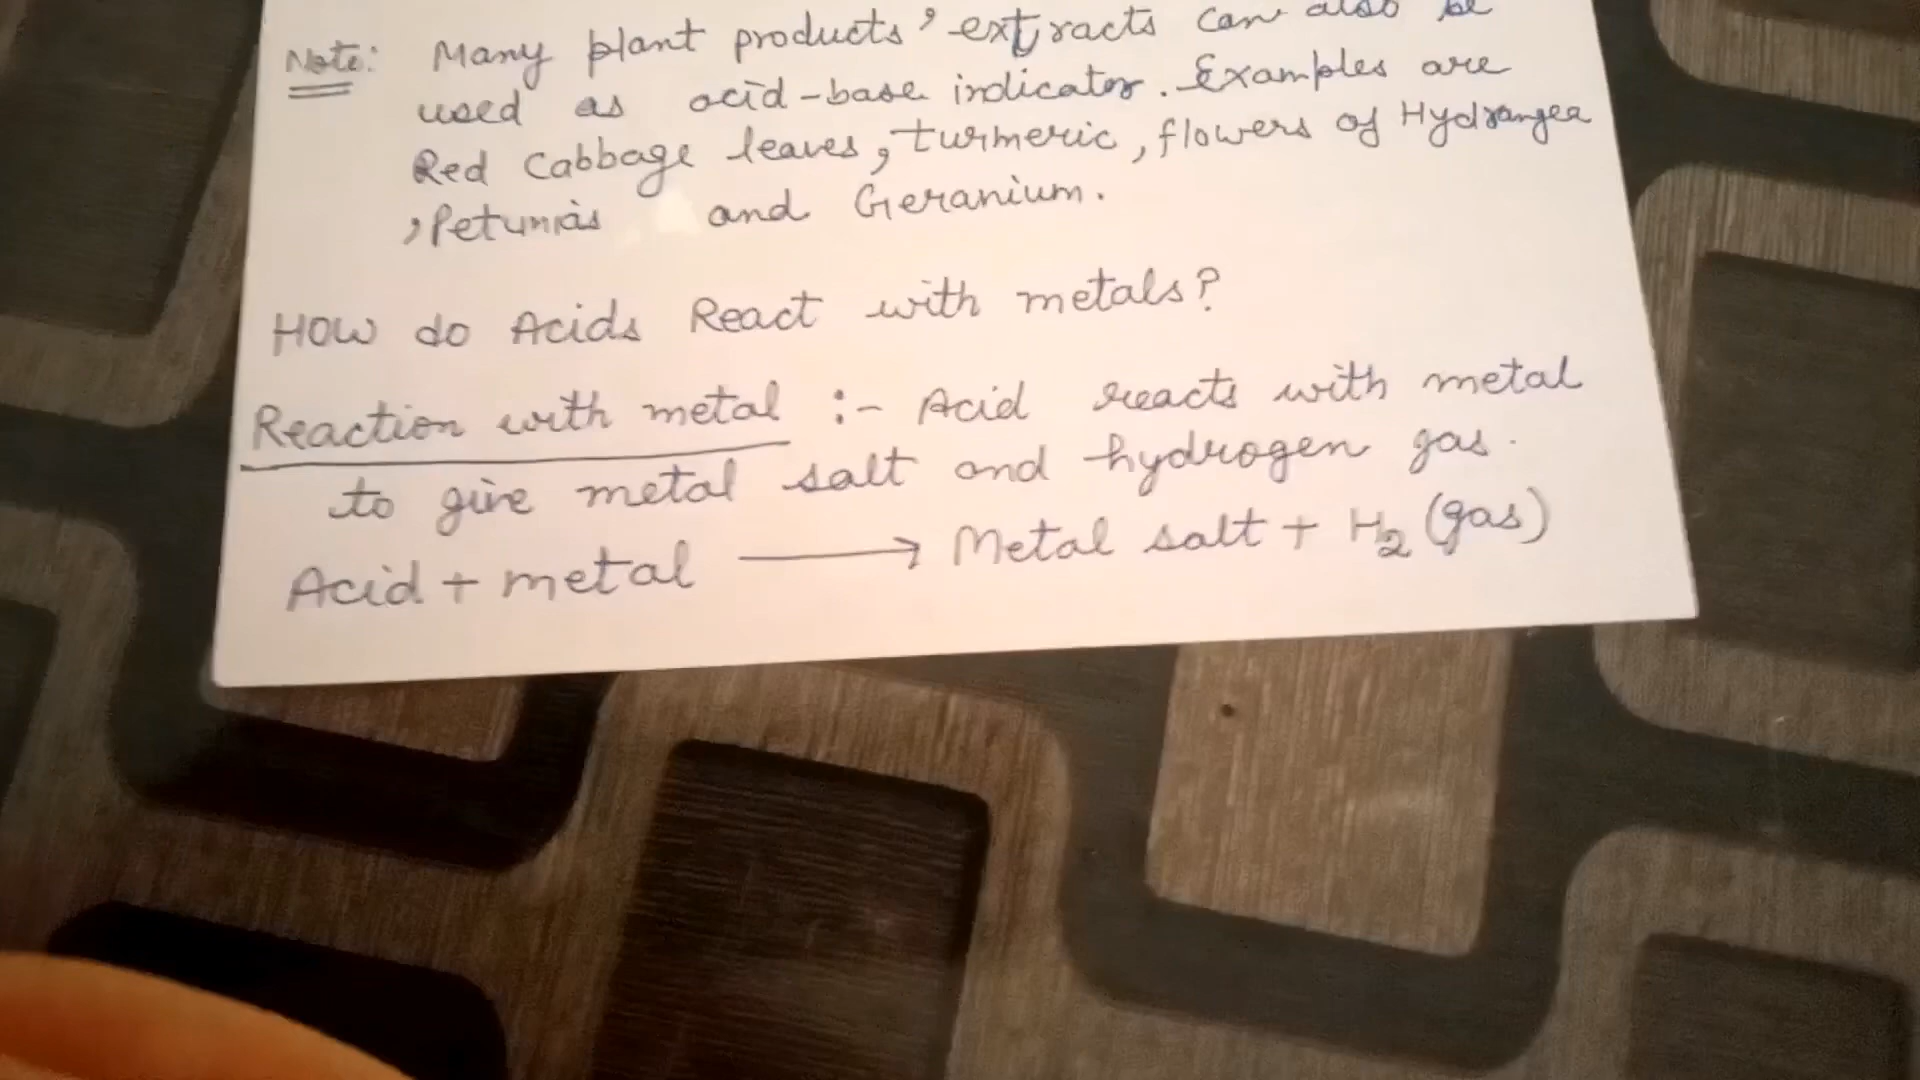 Note: Many plant products' extracts can also be
used as acid-base indicator. Examples are
Red Cabbage leaves, turmeric, flowers of Hydrangea
, Petunias and Geranium.
HOW do Acids React with metals?
Reaction with metal :- Acid reacts with metal
to give metal salt and hydrogen gas.
Acid + metal → Metal salt + H₂ (gas)